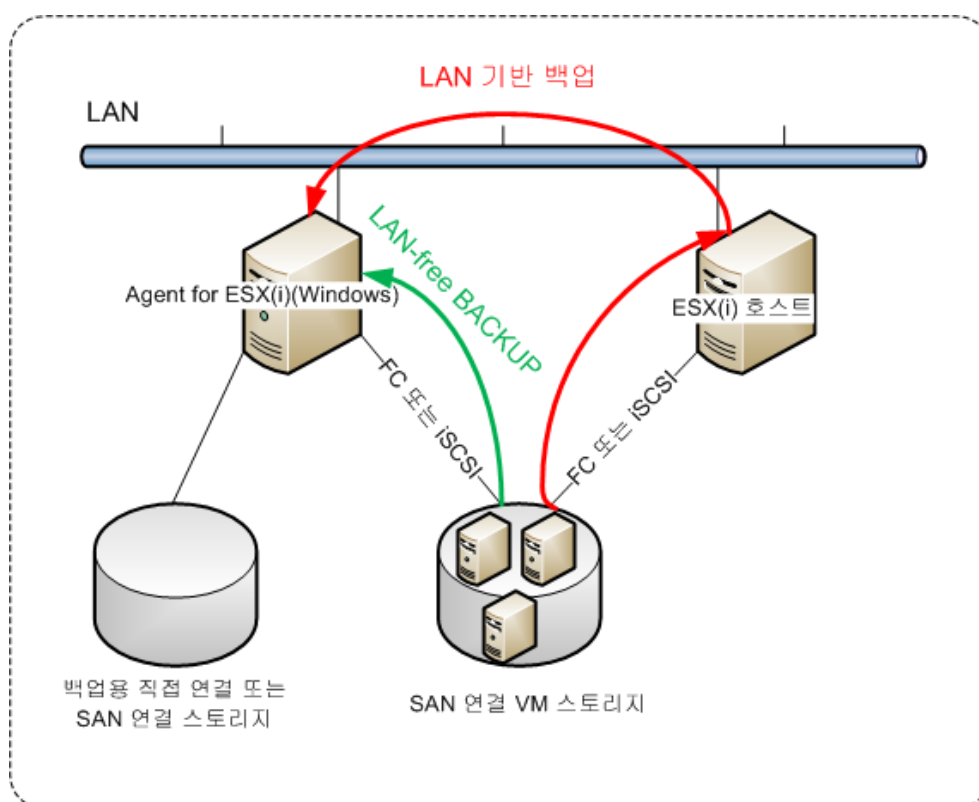 LAN 기반 백업
LAN
LAN-free BACKUP
Agent for ESX(i)(Windows)
ESX(i) 호스트
FC 또는 iSCSI
FC 또는 iSCSI
백업용 직접 연결 또는
SAN 연결 스토리지
SAN 연결 VM 스토리지